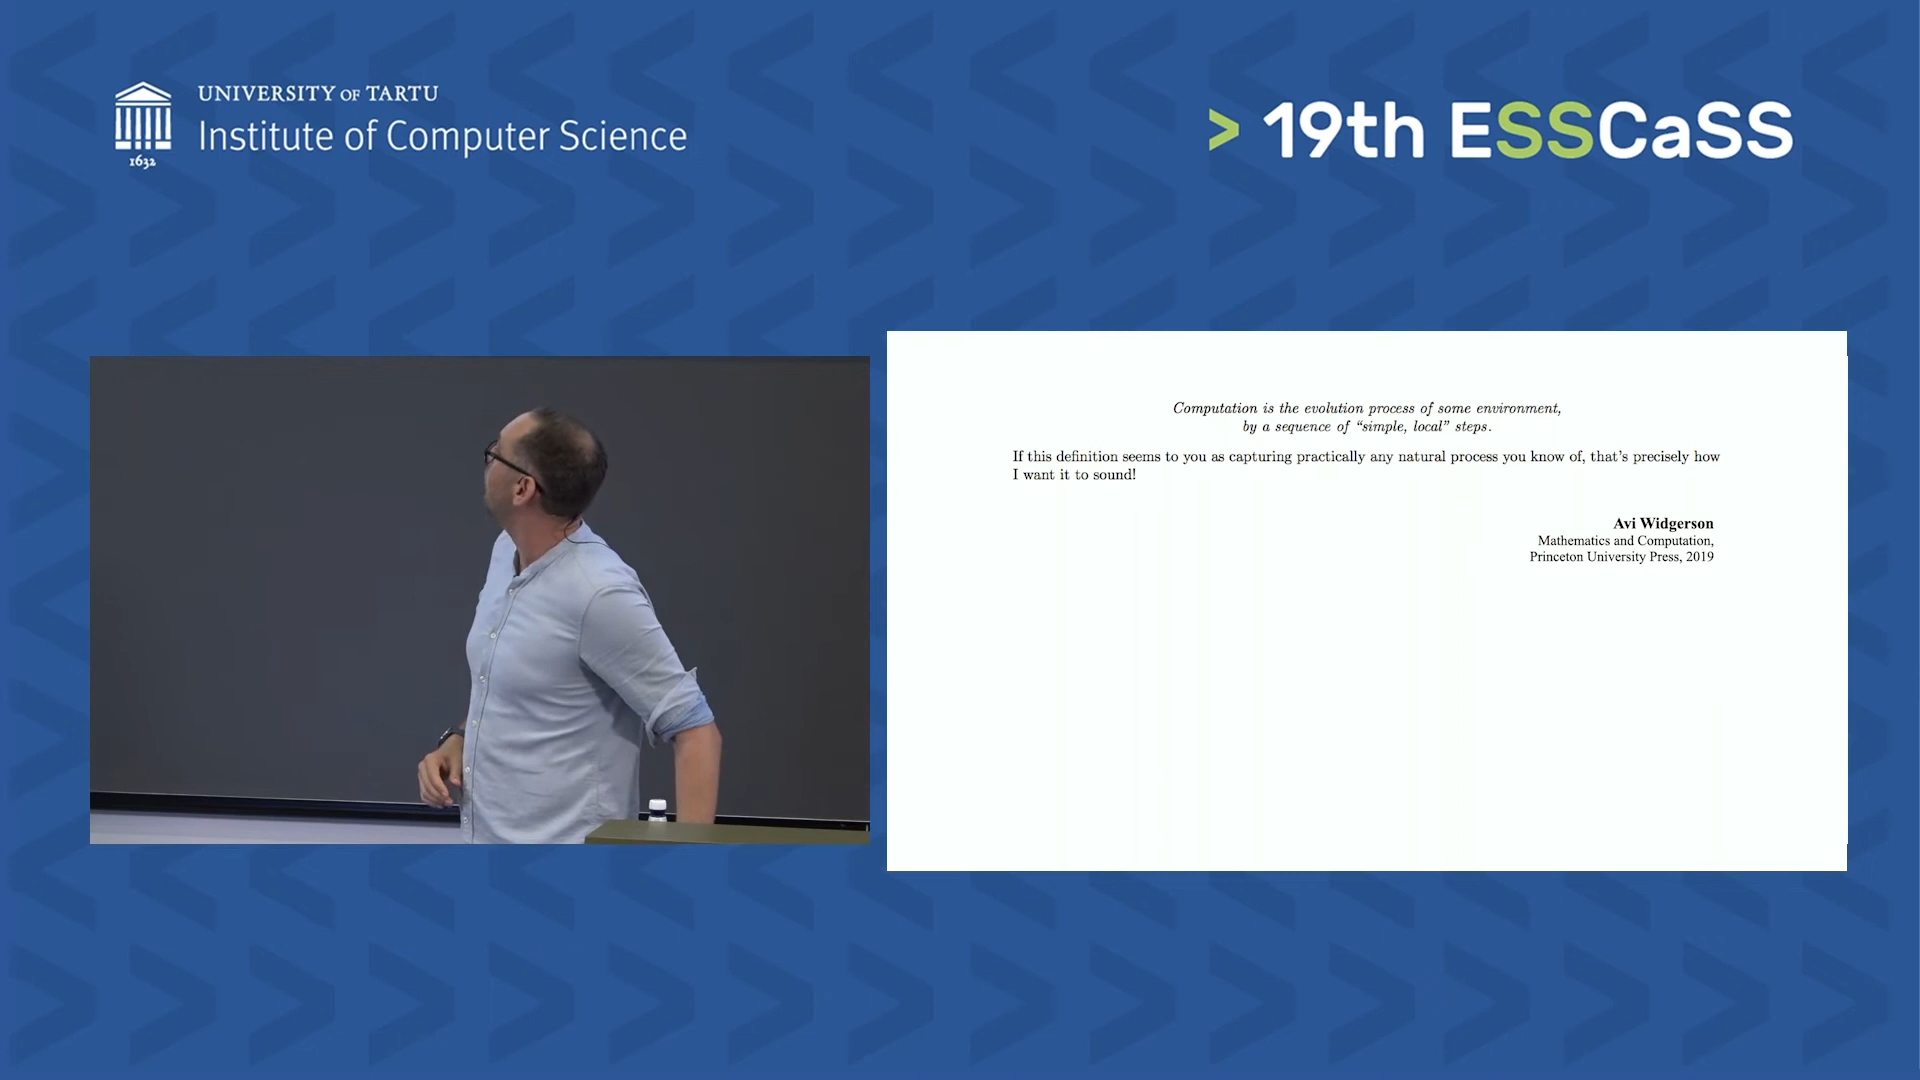 UNIVERSITY OF TARTU
Institute of Computer Science
1632
> 19th ESSCaSS
Computation is the evolution process of some environment,
by a sequence of “simple, local” steps.
If this definition seems to you as capturing practically any natural process you know of, that’s precisely how
I want it to sound!
Avi Widgerson
Mathematics and Computation,
Princeton University Press, 2019